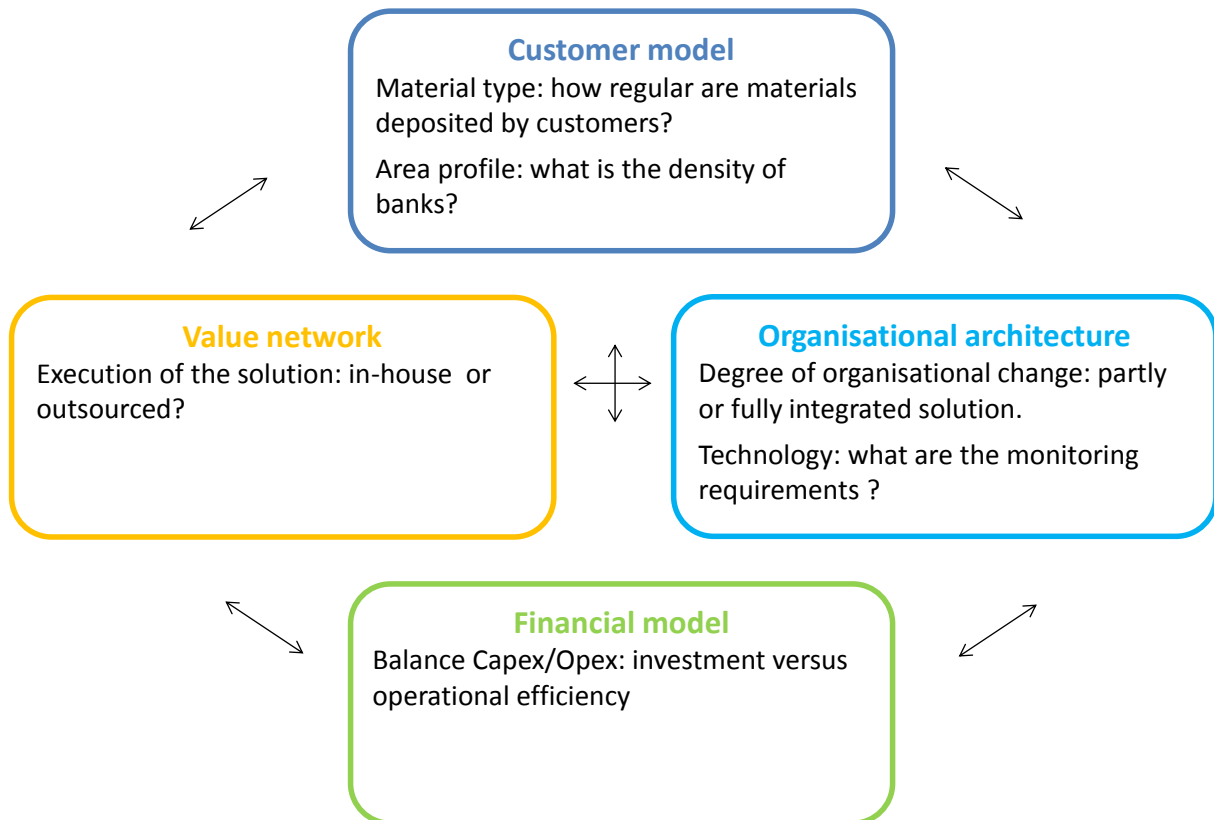 Customer model
Material type: how regular are materials
deposited by customers?
Area profile: what is the density of
banks?
Value network
Execution of the solution: in-house or
outsourced?
Organisational architecture
Degree of organisational change: partly
or fully integrated solution.
Technology: what are the monitoring
requirements ?
Financial model
Balance Capex/Opex: investment versus
operational efficiency